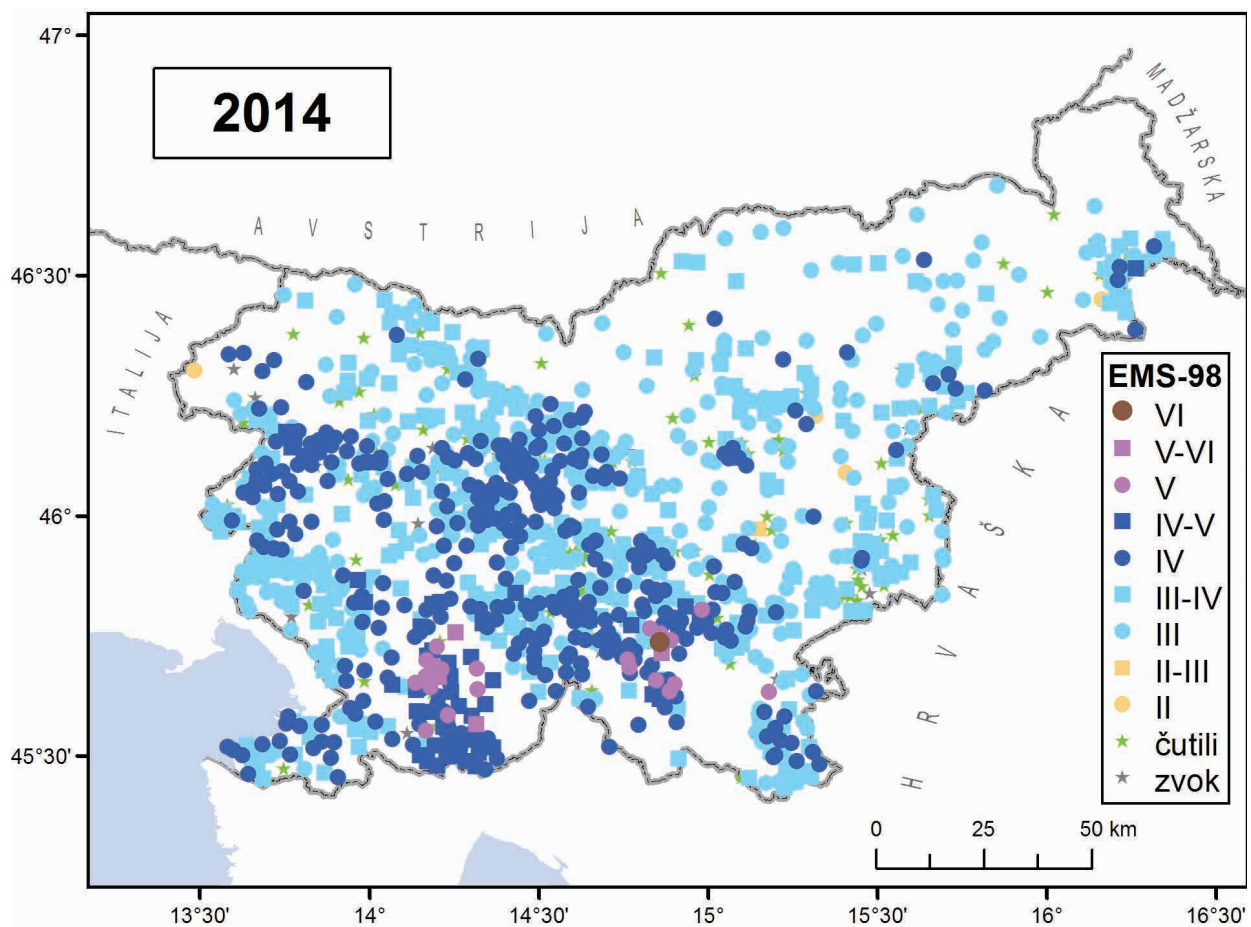 47°
2014
MADŽARSKA
AVSTRIJA
46°30'
ITALIJA
EMS-98
VI
V-VI
V
IV-V
IV
III-IV
III
II-III
II
čutili
zvok
46°
HRVAŠKA
45°30'
0 25 50 km
13°30' 14° 14°30' 15° 15°30' 16° 16°30'